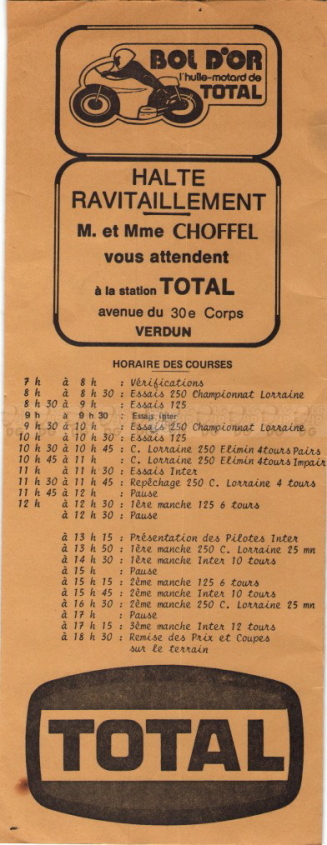 BOL D'OR
l'huile-motard de
TOTAL
HALTE
RAVITAILLEMENT
M. et Mme CHOFFEL
vous attendent
à la station TOTAL
avenue du 30e Corps
VERDUN
HORAIRE DES COURSES
7 h à 8 h : Vérifications
8 h à 8 h 30 : Essais 250 Championnat Lorraine
8 h 30 à 9 h : Essais 125
9 h à 9 h 30 : Essais Inter
9 h 30 à 10 h : Essais 250 Championnat Lorraine
10 h à 10 h 30 : Essais 125
10 h 30 à 10 h 45 : C. Lorraine 250 Elimin 4tours Pairs
10 h 45 à 11 h : C. Lorraine 250 Elimin 4tours Impair
11 h à 11 h 30 : Essais Inter
11 h 30 à 11 h 45 : Repêchage 250 C. Lorraine 4 tours
11 h 45 à 12 h : Pause
12 h à 12 h 30 : 1ère manche 125 6 tours
à 12 h 30 : Pause
à 13 h 15 : Présentation des Pilotes Inter
à 13 h 50 : 1ère manche 250 C. Lorraine 25 mn
à 14 h 30 : 1ère manche Inter 10 tours
à 15 h : Pause
à 15 h 15 : 2ème manche 125 6 tours
à 15 h 45 : 2ème manche Inter 10 tours
à 16 h 30 : 2ème manche 250 C. Lorraine 25 mn
à 17 h : Pause
à 17 h 15 : 3ème manche Inter 12 tours
à 18 h 30 : Remise des Prix et Coupes
sur le terrain
TOTAL